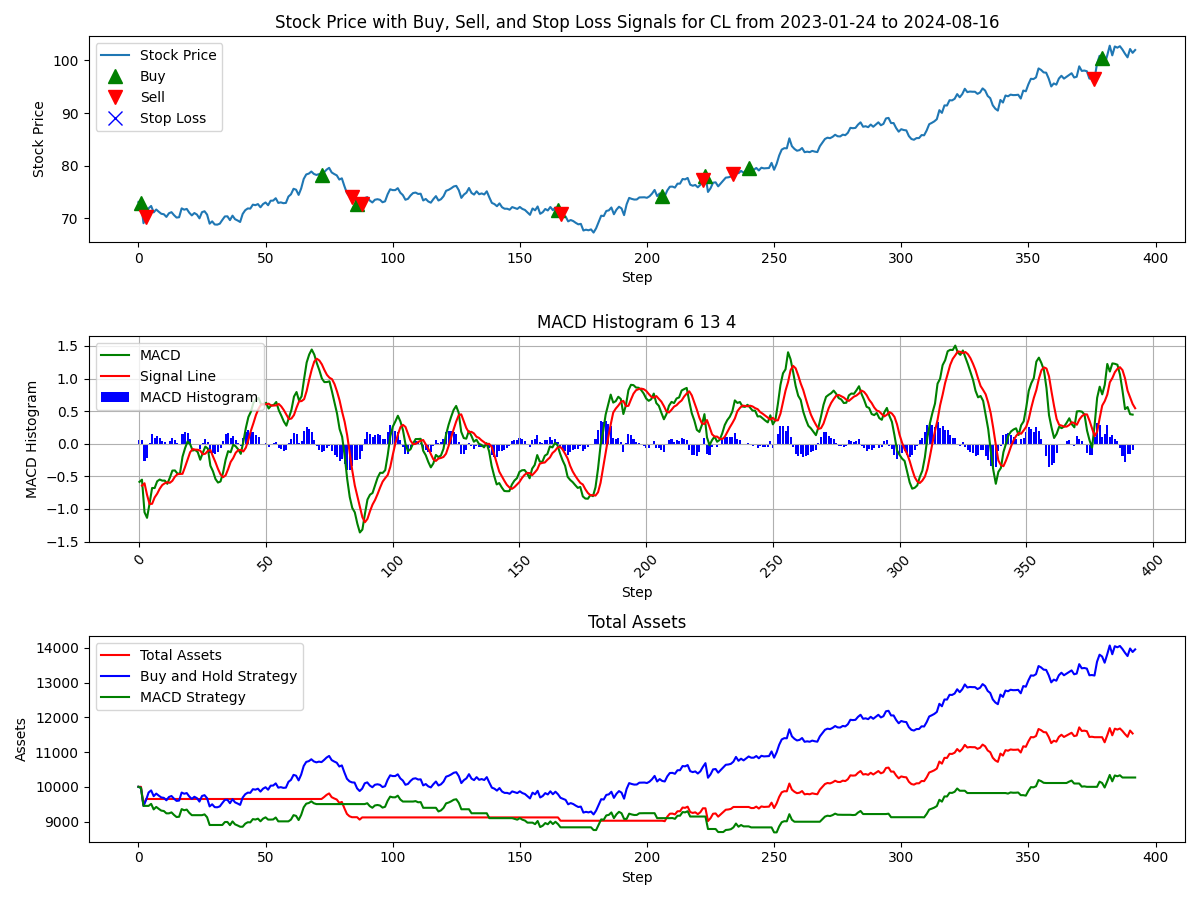 Stock Price with Buy, Sell, and Stop Loss Signals for CL from 2023-01-24 to 2024-08-16
Stock Price
Buy
Sell
Stop Loss
Stock Price
100
90
80
70
0 50 100 150 200 250 300 350 400
Step
MACD Histogram 6 13 4
MACD
Signal Line
MACD Histogram
MACD Histogram
1.5
1.0
0.5
0.0
−0.5
−1.0
−1.5
0 50 100 150 200 250 300 350 400
Step
Total Assets
Total Assets
Buy and Hold Strategy
MACD Strategy
Assets
14000
13000
12000
11000
10000
9000
0 50 100 150 200 250 300 350 400
Step